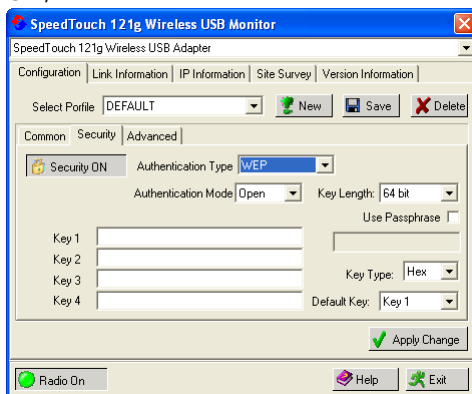 SpeedTouch 121g Wireless USB Monitor
SpeedTouch 121g Wireless USB Adapter
Configuration Link Information IP Information Site Survey Version Information
Select Porfile DEFAULT New Save Delete
Common Security Advanced
Security ON Authentication Type WEP
Authentication Mode Open Key Length: 64 bit
Use Passphrase
Key 1
Key 2
Key 3 Key Type: Hex
Key 4 Default Key: Key 1
Apply Change
Radio On Help Exit